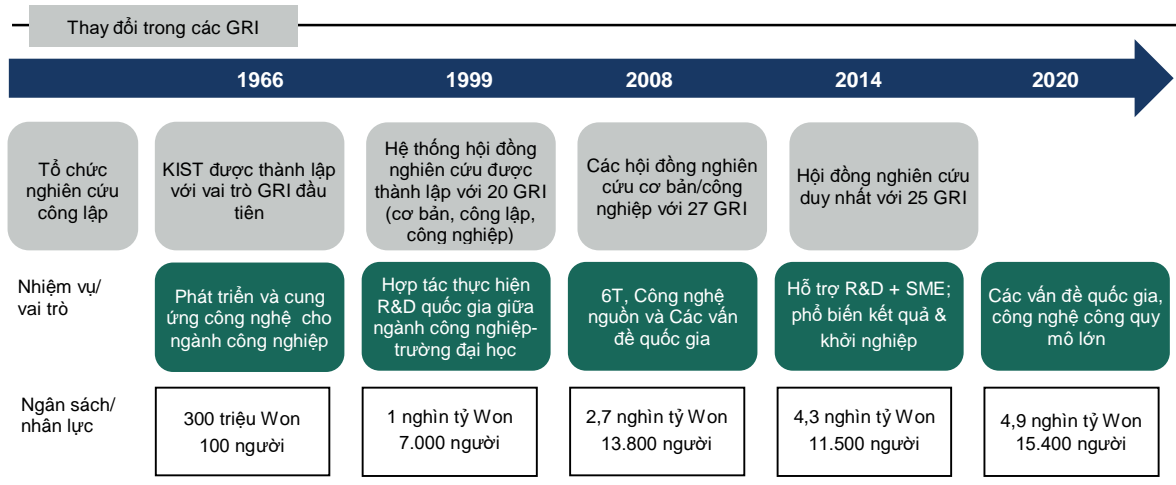 Thay đổi trong các GRI
1966
1999
2008
2014
2020
Tổ chức
nghiên cứu
công lập
KIST được thành lập
với vai trò GRI đầu
tiên
Hệ thống hội đồng
nghiên cứu được
thành lập với 20 GRI
(cơ bản, công lập,
công nghiệp)
Các hội đồng nghiên
cứu cơ bản/công
nghiệp với 27 GRI
Hội đồng nghiên cứu
duy nhất với 25 GRI
Nhiệm vụ/
vai trò
Phát triển và cung
ứng công nghệ cho
ngành công nghiệp
Hợp tác thực hiện
R&D quốc gia giữa
ngành công nghiệp-
trường đại học
6T, Công nghệ
nguồn và Các vấn
đề quốc gia
Hỗ trợ R&D + SME;
phổ biến kết quả &
khởi nghiệp
Các vấn đề quốc gia,
công nghệ công quy
mô lớn
Ngân sách/
nhân lực
300 triệu Won
100 người
1 nghìn tỷ Won
7.000 người
2,7 nghìn tỷ Won
13.800 người
4,3 nghìn tỷ Won
11.500 người
4,9 nghìn tỷ Won
15.400 người